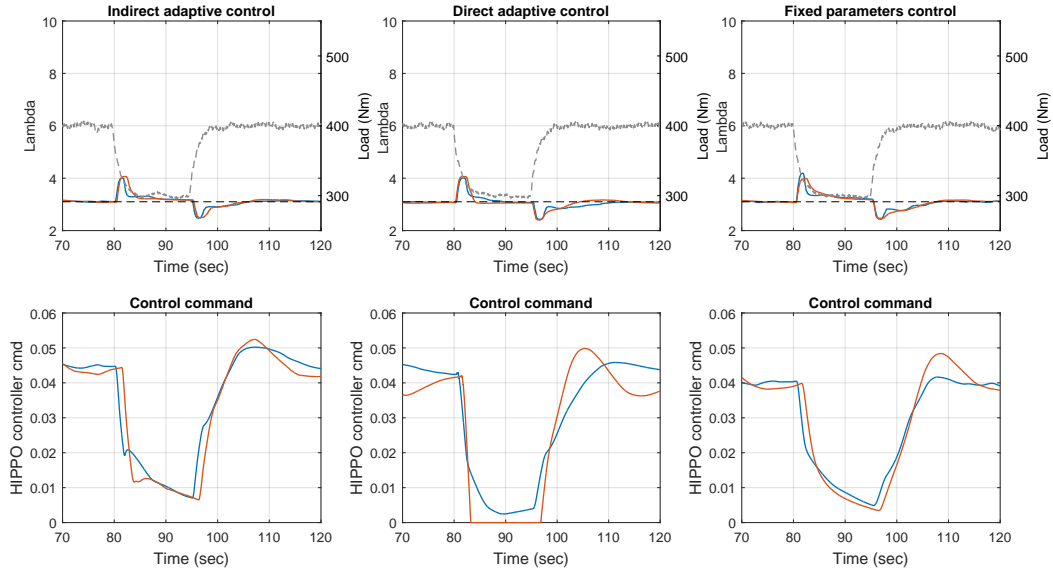 Indirect adaptive control
10
8
6
4
2
Lambda
500
400
300
Load (Nm)
70 80 90 100 110 120
Time (sec)
Direct adaptive control
10
8
6
4
2
Lambda
500
400
300
Load (Nm)
70 80 90 100 110 120
Time (sec)
Fixed parameters control
10
8
6
4
2
Lambda
500
400
300
Load (Nm)
70 80 90 100 110 120
Time (sec)
Control command
0.06
0.05
0.04
0.03
0.02
0.01
0
HIPPO controller cmd
70 80 90 100 110 120
Time (sec)
Control command
0.06
0.05
0.04
0.03
0.02
0.01
0
HIPPO controller cmd
70 80 90 100 110 120
Time (sec)
Control command
0.06
0.05
0.04
0.03
0.02
0.01
0
HIPPO controller cmd
70 80 90 100 110 120
Time (sec)